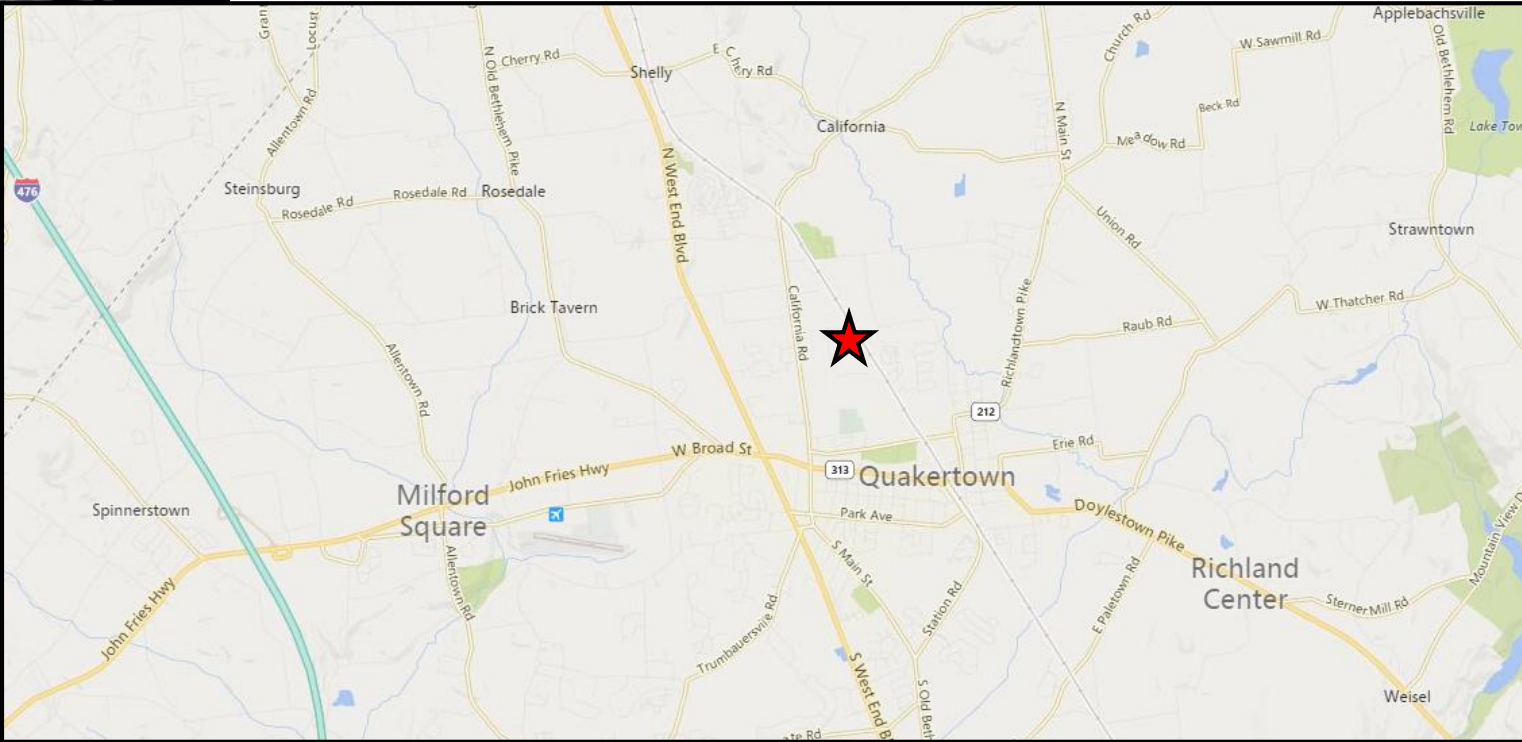 Applebachsville
Locust
Church Rd
Old Bethlehem Rd
W Sawmill Rd
N Old Bethlehem Pike
Cherry Rd
Shelly
E Cherry Rd
Allentown Rd
California
N Main St
Beck Rd
Meadow Rd
Lake Tow
476
Steinsburg
Rosedale Rd
Rosedale Rd
Rosedale
N West End Blvd
Union Rd
Strawntown
California Rd
Richlandtown Pike
W Thatcher Rd
Brick Tavern
Raub Rd
Allentown Rd
212
W Broad St
Erie Rd
John Fries Hwy
313
Quakertown
Milford
Square
Spinnerstown
Park Ave
Doylestown Pike
Mountain View D
Allentown Rd
S Main St
Station Rd
E Paletown Rd
Richland
Center
Sterner Mill Rd
John Fries Hwy
Trumbauersville Rd
S West End Bl
S Old Beth
Weisel